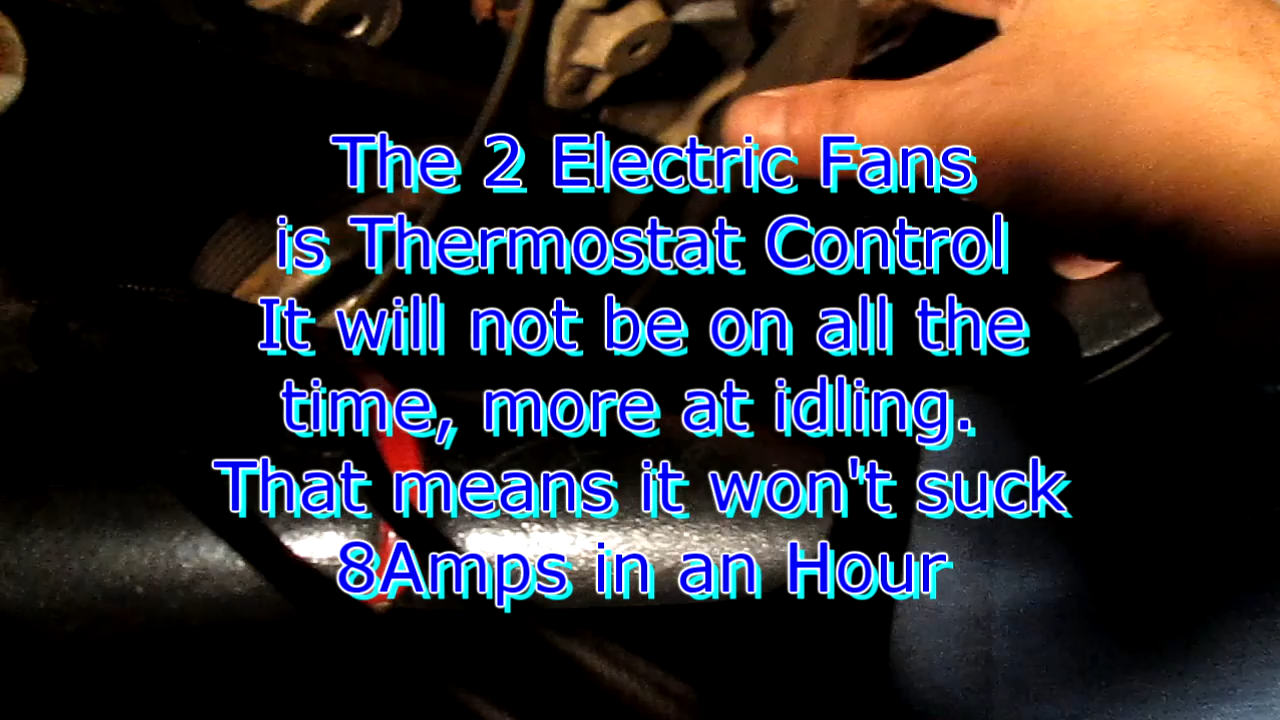 The 2 Electric Fans
is Thermostat Control
It will not be on all the
time, more at idling.
That means it won't suck
8Amps in an Hour